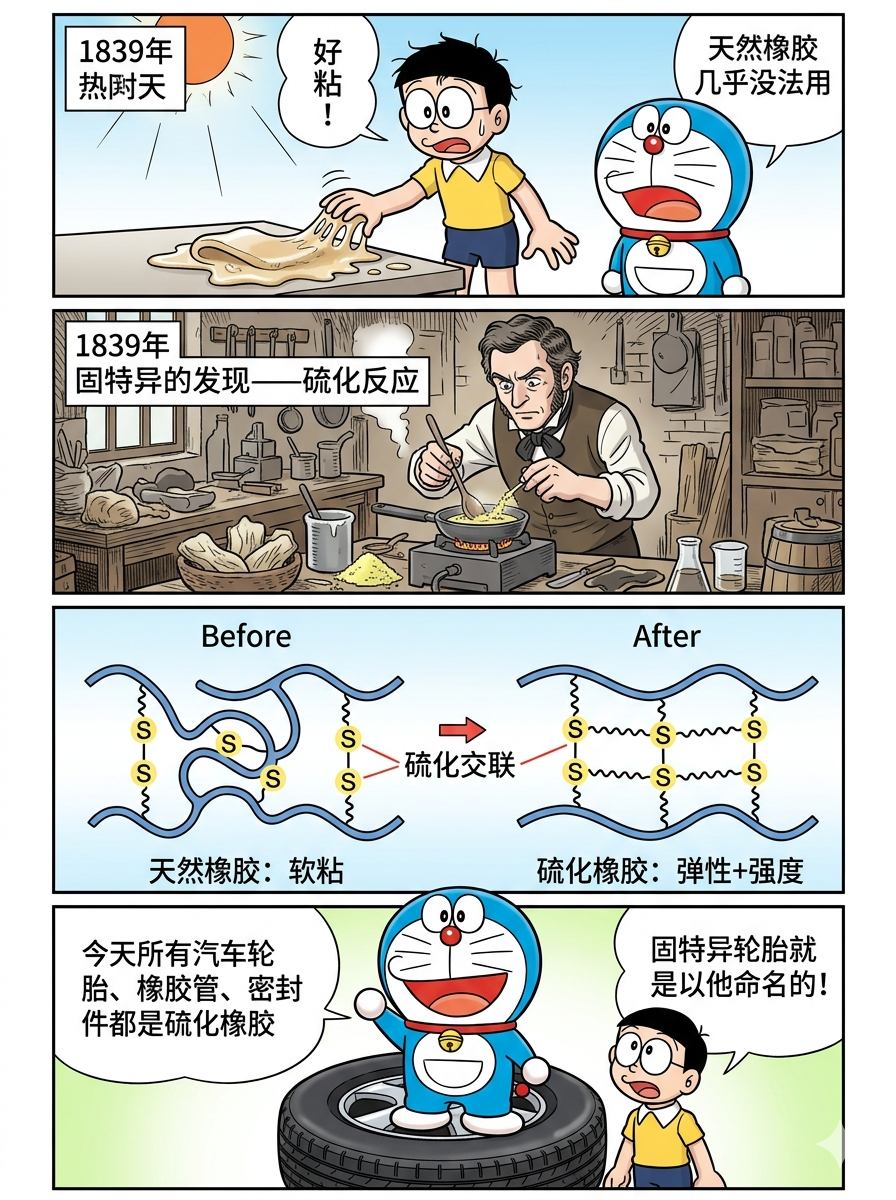 1839年
热天
好
粘
！
天然橡胶
几乎没法用
1839年
固特异的发现——硫化反应
Before
After
S
S
S
S
S
S
S
S
S
S
S
S
硫化交联
天然橡胶：软粘
硫化橡胶：弹性+强度
今天所有汽车轮
胎、橡胶管、密封
件都是硫化橡胶
固特异轮胎就
是以他命名的！